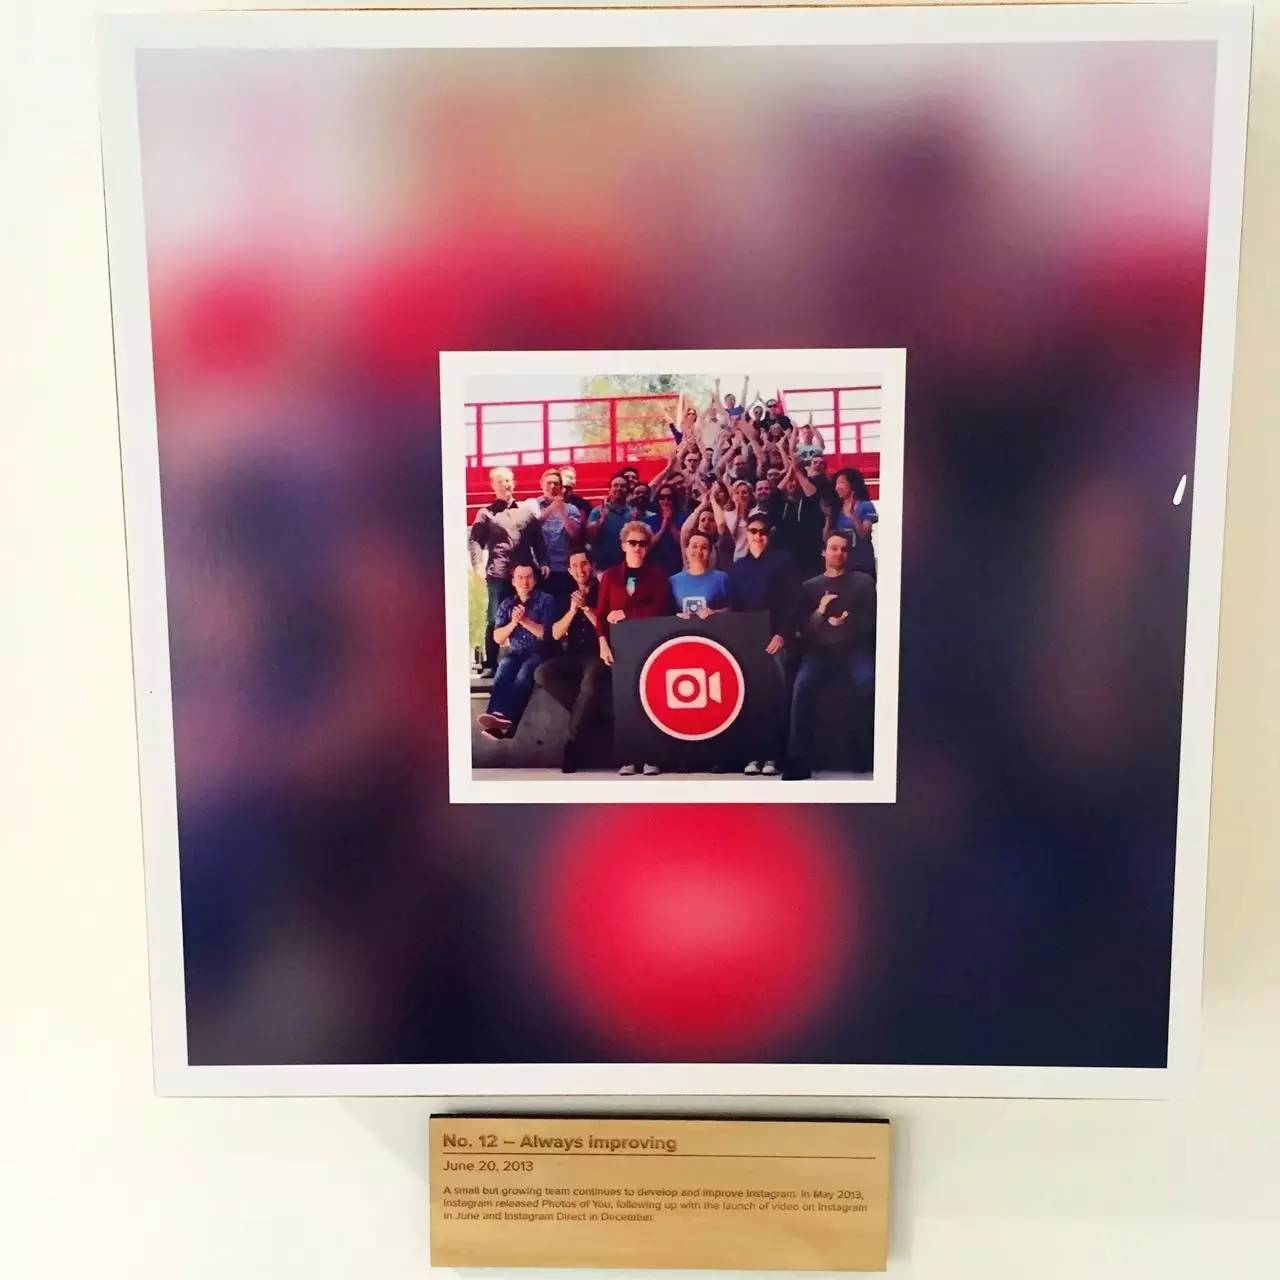 No. 12 – Always improving
June 20, 2013
A small but growing team continues to develop and improve Instagram. In May 2013,
Instagram released Photos of You, following up with the launch of video on Instagram
in June and Instagram Direct in December.